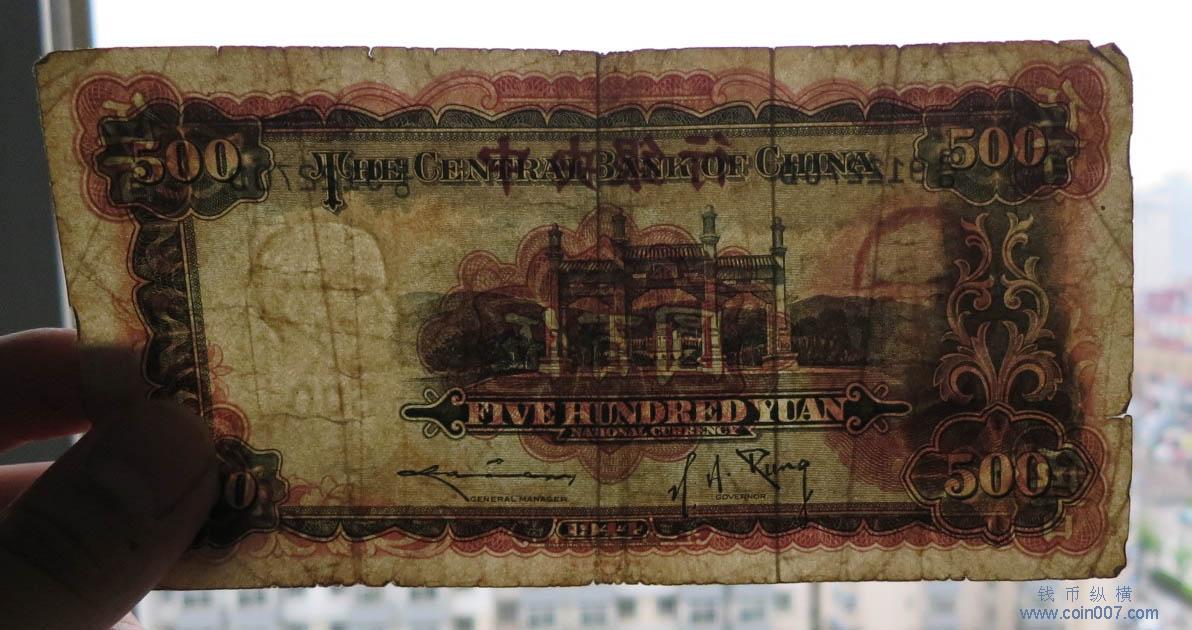 500
THE CENTRAL BANK OF CHINA
500
FIVE HUNDRED YUAN
NATIONAL CURRENCY
GENERAL MANAGER
GOVERNOR
500
1944
钱币纵横
www.coin007.com